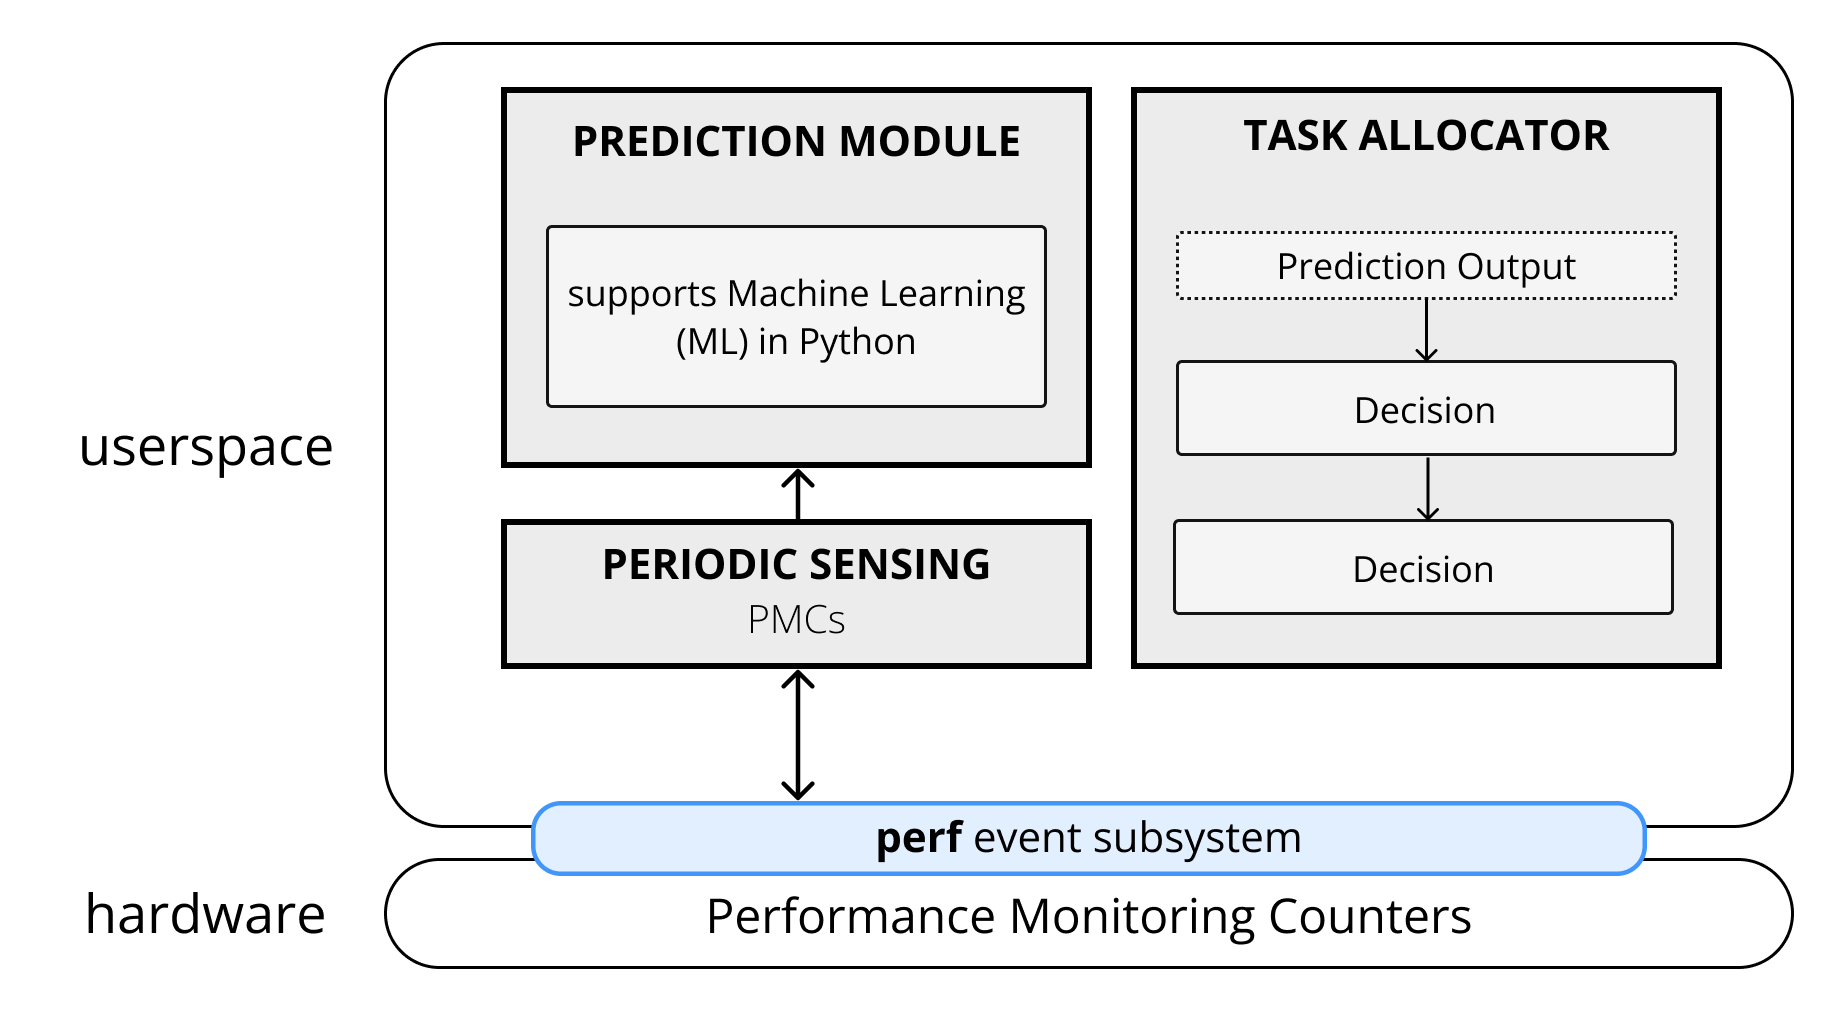 PREDICTION MODULE
supports Machine Learning
(ML) in Python
PERIODIC SENSING
PMCs
TASK ALLOCATOR
Prediction Output
Decision
Decision
userspace
perf event subsystem
hardware
Performance Monitoring Counters